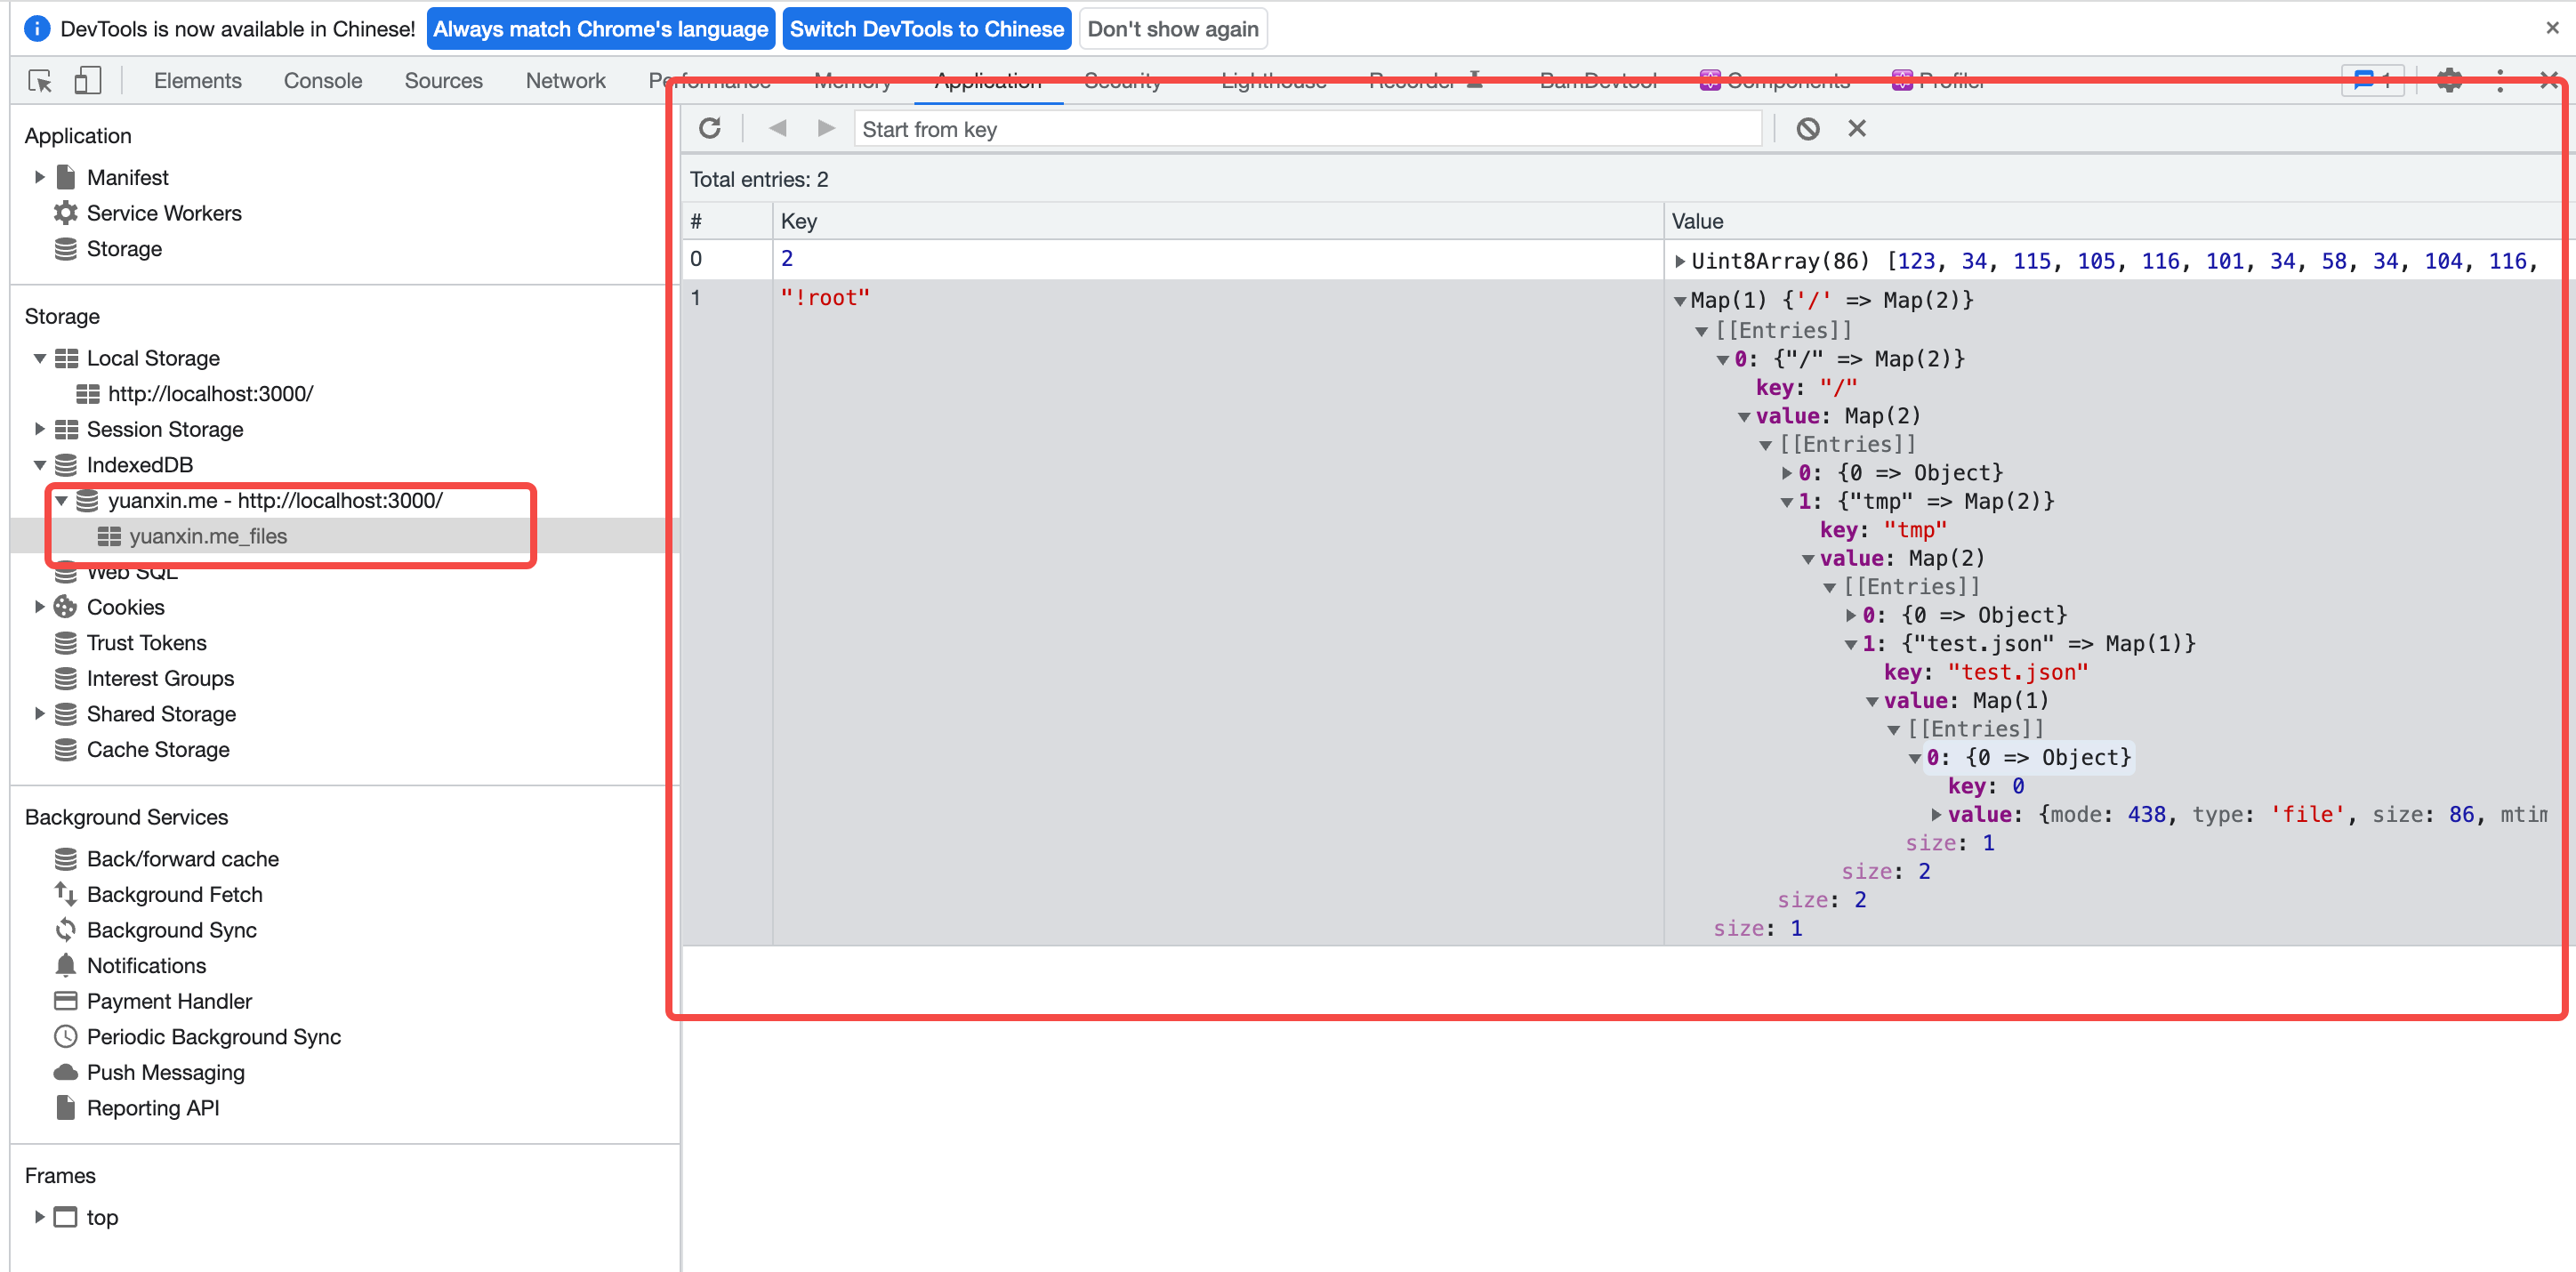 DevTools is now available in Chinese! Always match Chrome's language Switch DevTools to Chinese Don't show again
Elements Console Sources Network Performance Memory Application Security Lighthouse Recorder BamDevtool Components Profiler 1
Application
Manifest
Service Workers
Storage
Storage
Local Storage
http://localhost:3000/
Session Storage
IndexedDB
yuanxin.me - http://localhost:3000/
yuanxin.me_files
Web SQL
Cookies
Trust Tokens
Interest Groups
Shared Storage
Cache Storage
Background Services
Back/forward cache
Background Fetch
Background Sync
Notifications
Payment Handler
Periodic Background Sync
Push Messaging
Reporting API
Frames
top
Start from key
Total entries: 2
# Key Value
0 2 Uint8Array(86) [123, 34, 115, 105, 116, 101, 34, 58, 34, 104, 116,
1 "!root" Map(1) {'/' => Map(2)}
[[Entries]]
0: {"/" => Map(2)}
key: "/"
value: Map(2)
[[Entries]]
0: {0 => Object}
1: {"tmp" => Map(2)}
key: "tmp"
value: Map(2)
[[Entries]]
0: {0 => Object}
1: {"test.json" => Map(1)}
key: "test.json"
value: Map(1)
[[Entries]]
0: {0 => Object}
key: 0
value: {mode: 438, type: 'file', size: 86, mtim
size: 1
size: 2
size: 2
size: 1